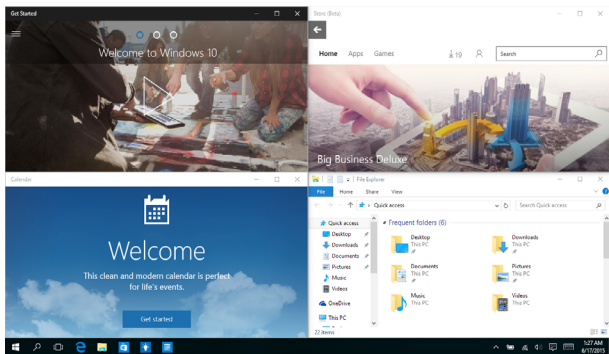 Get Started
Welcome to Windows 10
Store (Beta)
Home Apps Games 19 Search
Big Business Deluxe
Calendar
Welcome
This clean and modern calendar is perfect
for life's events.
Get started
File Explorer
File Home Share View
Quick access Search Quick access
Quick access
Desktop
Downloads
Documents
Pictures
Music
Videos
OneDrive
This PC
Frequent folders (6)
Desktop
This PC
Downloads
This PC
Documents
This PC
Pictures
This PC
Music
This PC
Videos
This PC
22 items
1:27 AM
6/17/2015